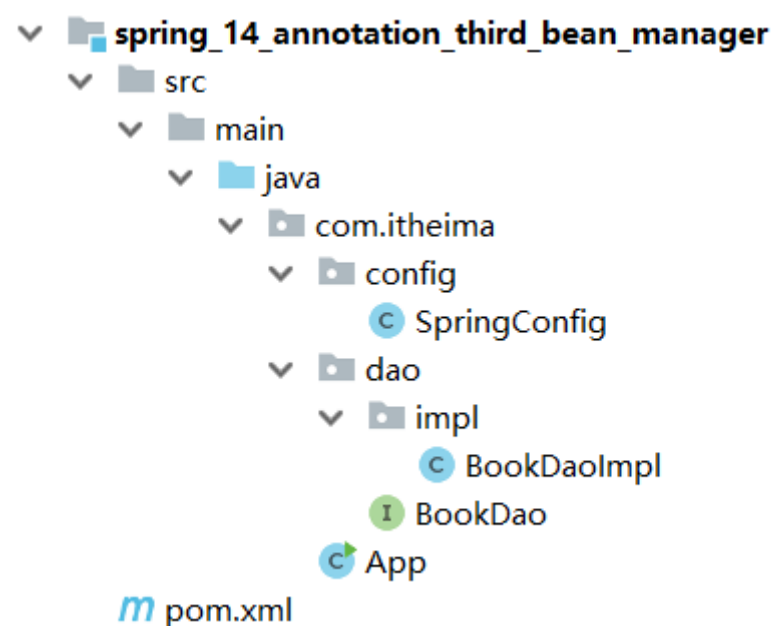 spring_14_annotation_third_bean_manager
src
main
java
com.itheima
config
C SpringConfig
dao
impl
C BookDaoImpl
I BookDao
C App
m pom.xml